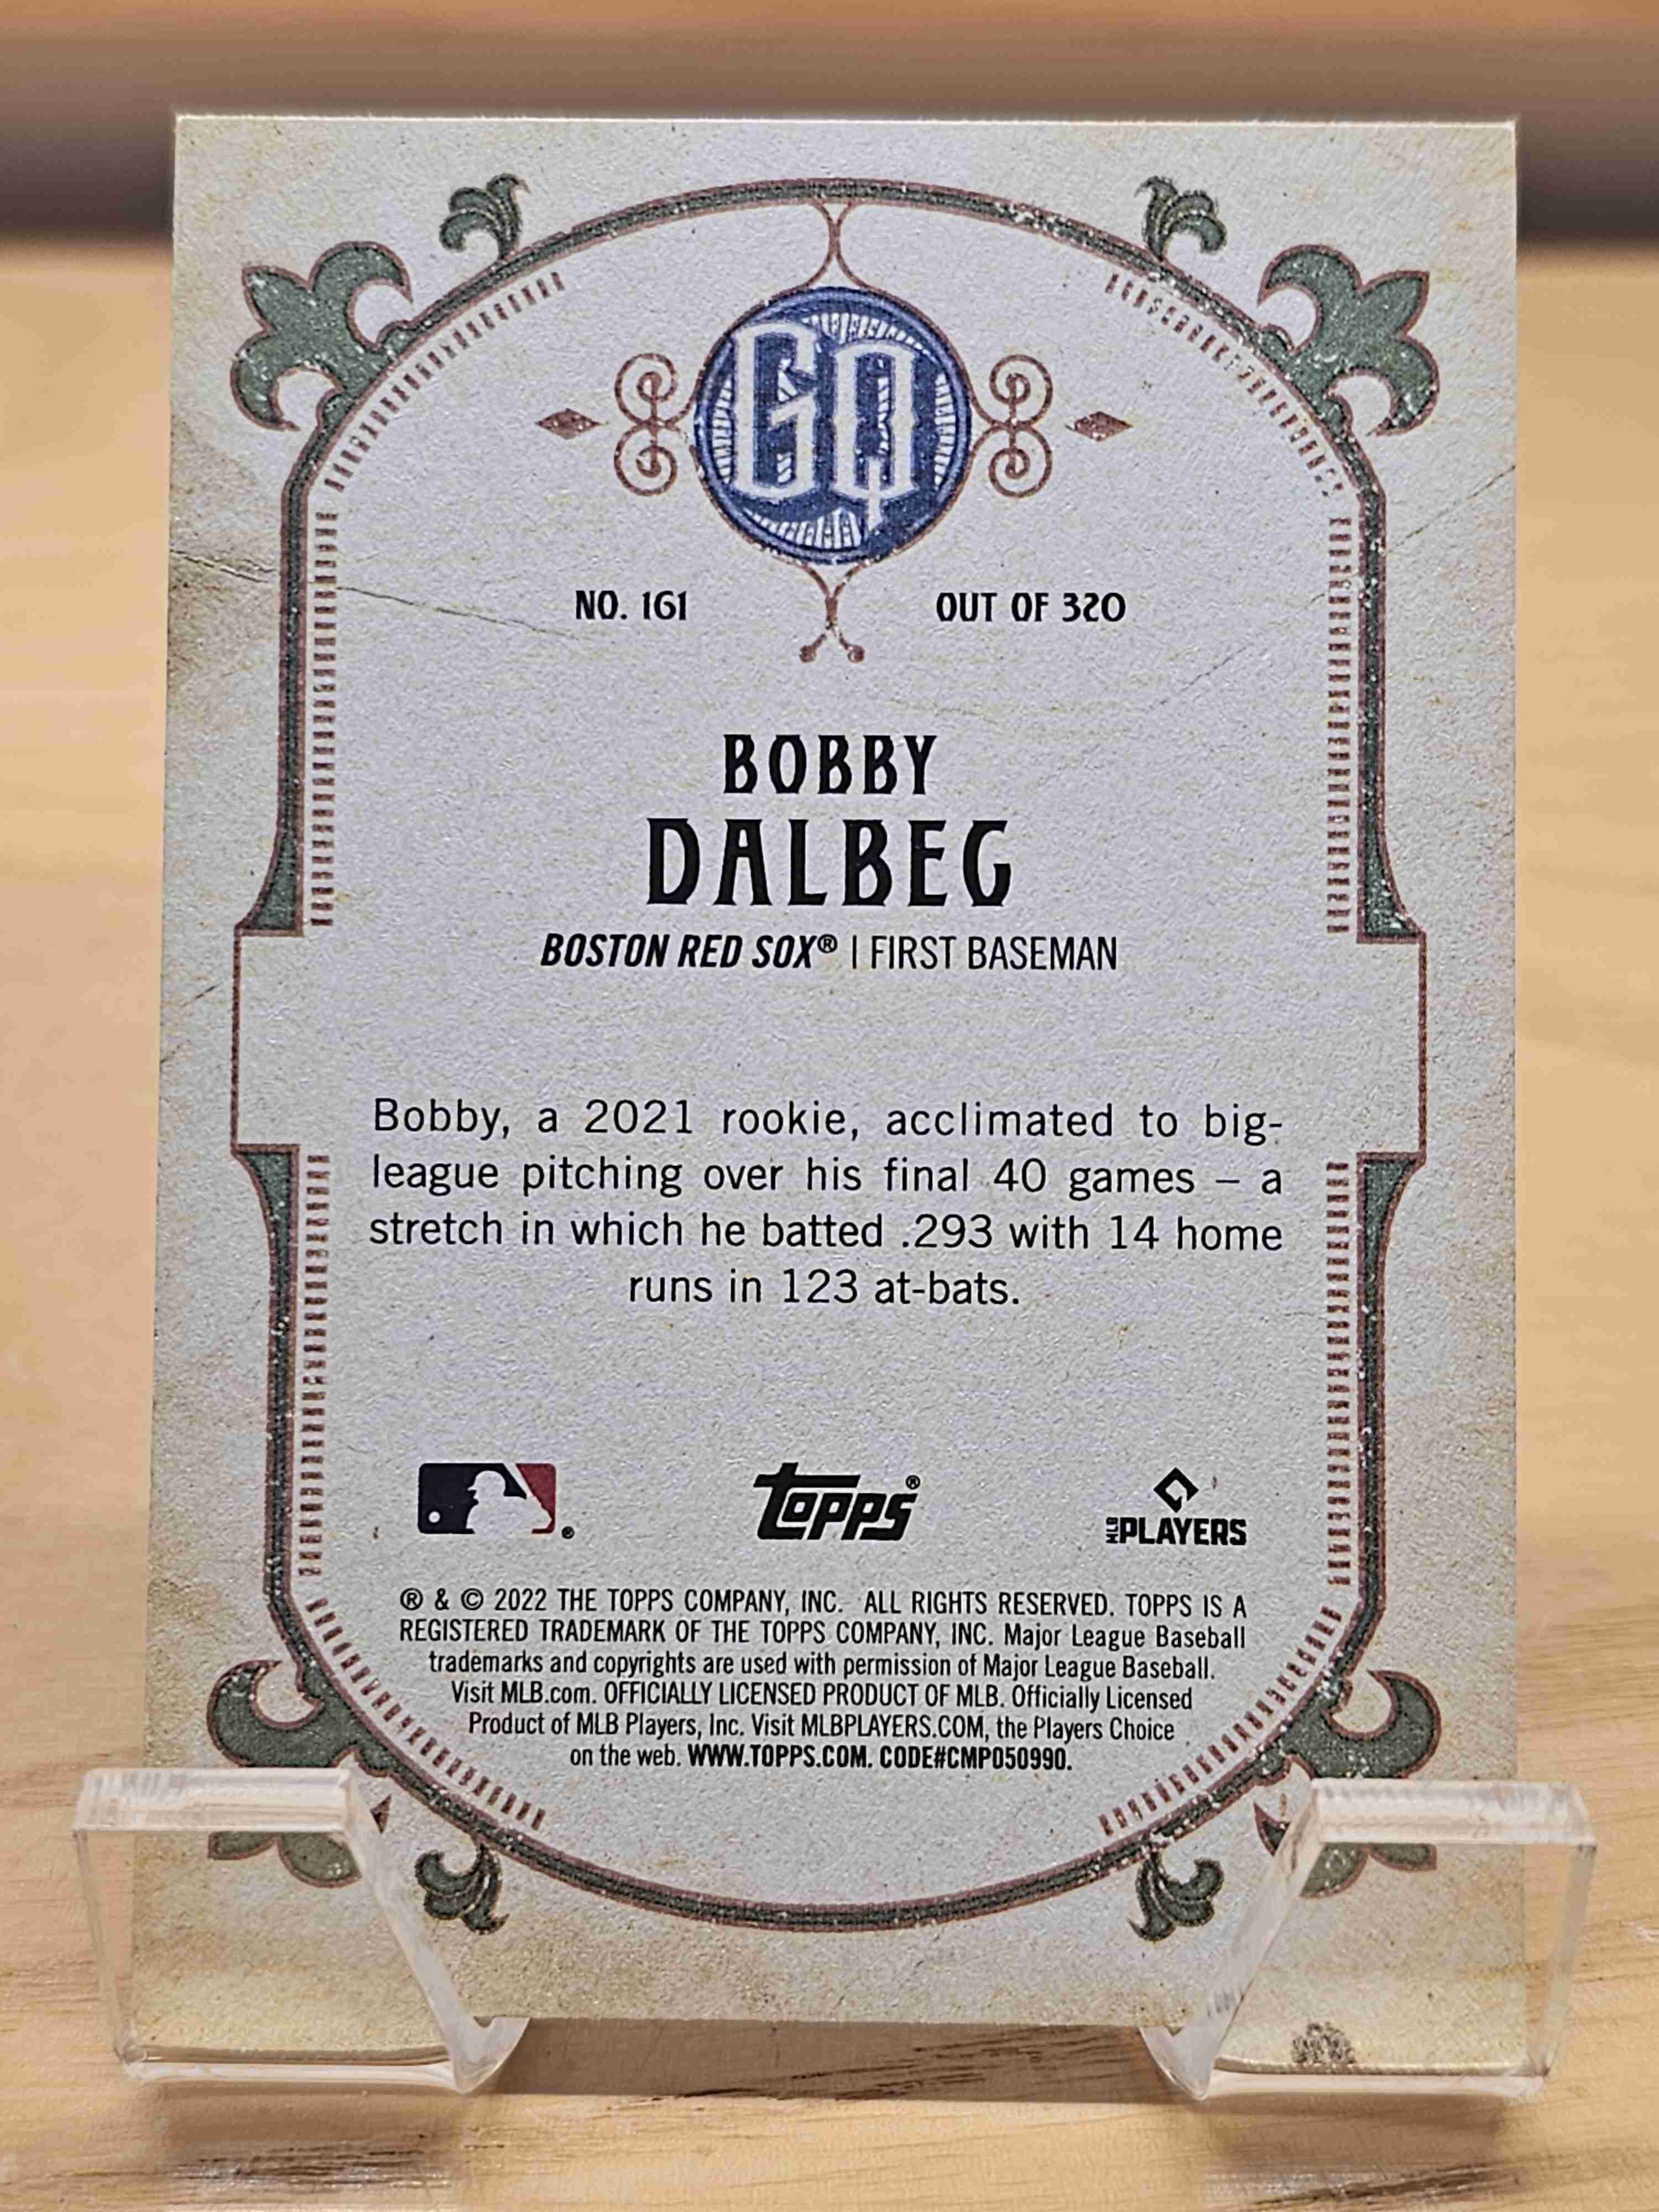 GQ
NO. 161 OUT OF 320
BOBBY
DALBEC
BOSTON RED SOX® | FIRST BASEMAN
Bobby, a 2021 rookie, acclimated to big-
league pitching over his final 40 games – a
stretch in which he batted .293 with 14 home
runs in 123 at-bats.
® topps® MLB PLAYERS
® & © 2022 THE TOPPS COMPANY, INC. ALL RIGHTS RESERVED. TOPPS IS A
REGISTERED TRADEMARK OF THE TOPPS COMPANY, INC. Major League Baseball
trademarks and copyrights are used with permission of Major League Baseball.
Visit MLB.com. OFFICIALLY LICENSED PRODUCT OF MLB. Officially Licensed
Product of MLB Players, Inc. Visit MLBPLAYERS.COM, the Players Choice
on the web. WWW.TOPPS.COM. CODE#CMP050990.